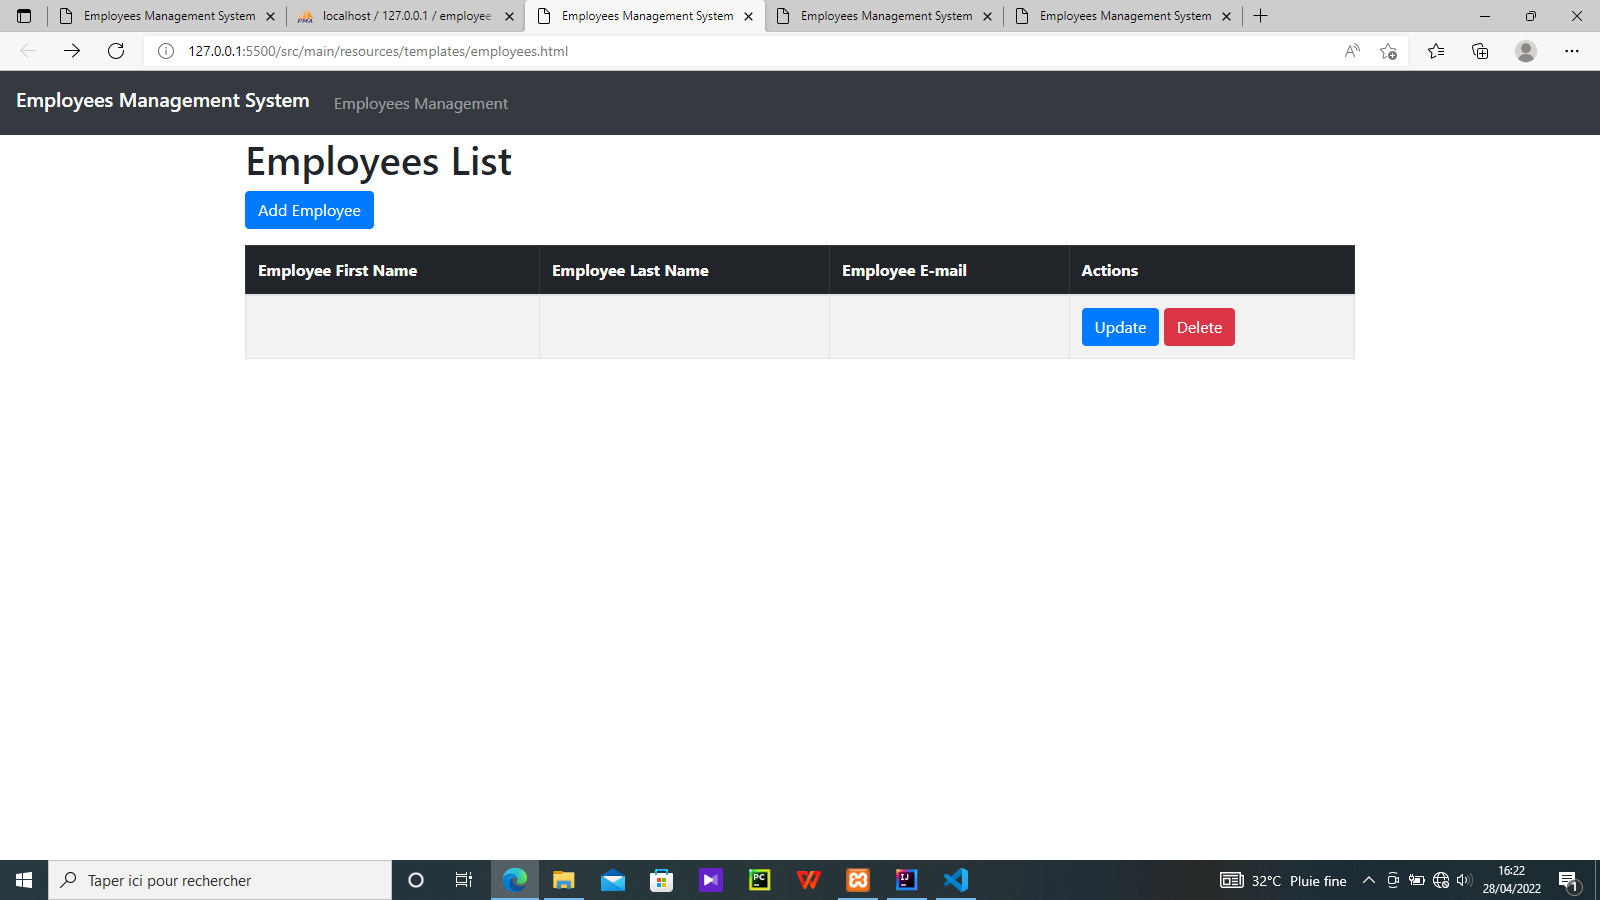 Employees Management System
localhost / 127.0.0.1 / employee
Employees Management System
Employees Management System
Employees Management System
127.0.0.1:5500/src/main/resources/templates/employees.html
Employees Management System Employees Management
Employees List
Add Employee
Employee First Name Employee Last Name Employee E-mail Actions
Update Delete
Taper ici pour rechercher
32°C Pluie fine
16:22
28/04/2022
1